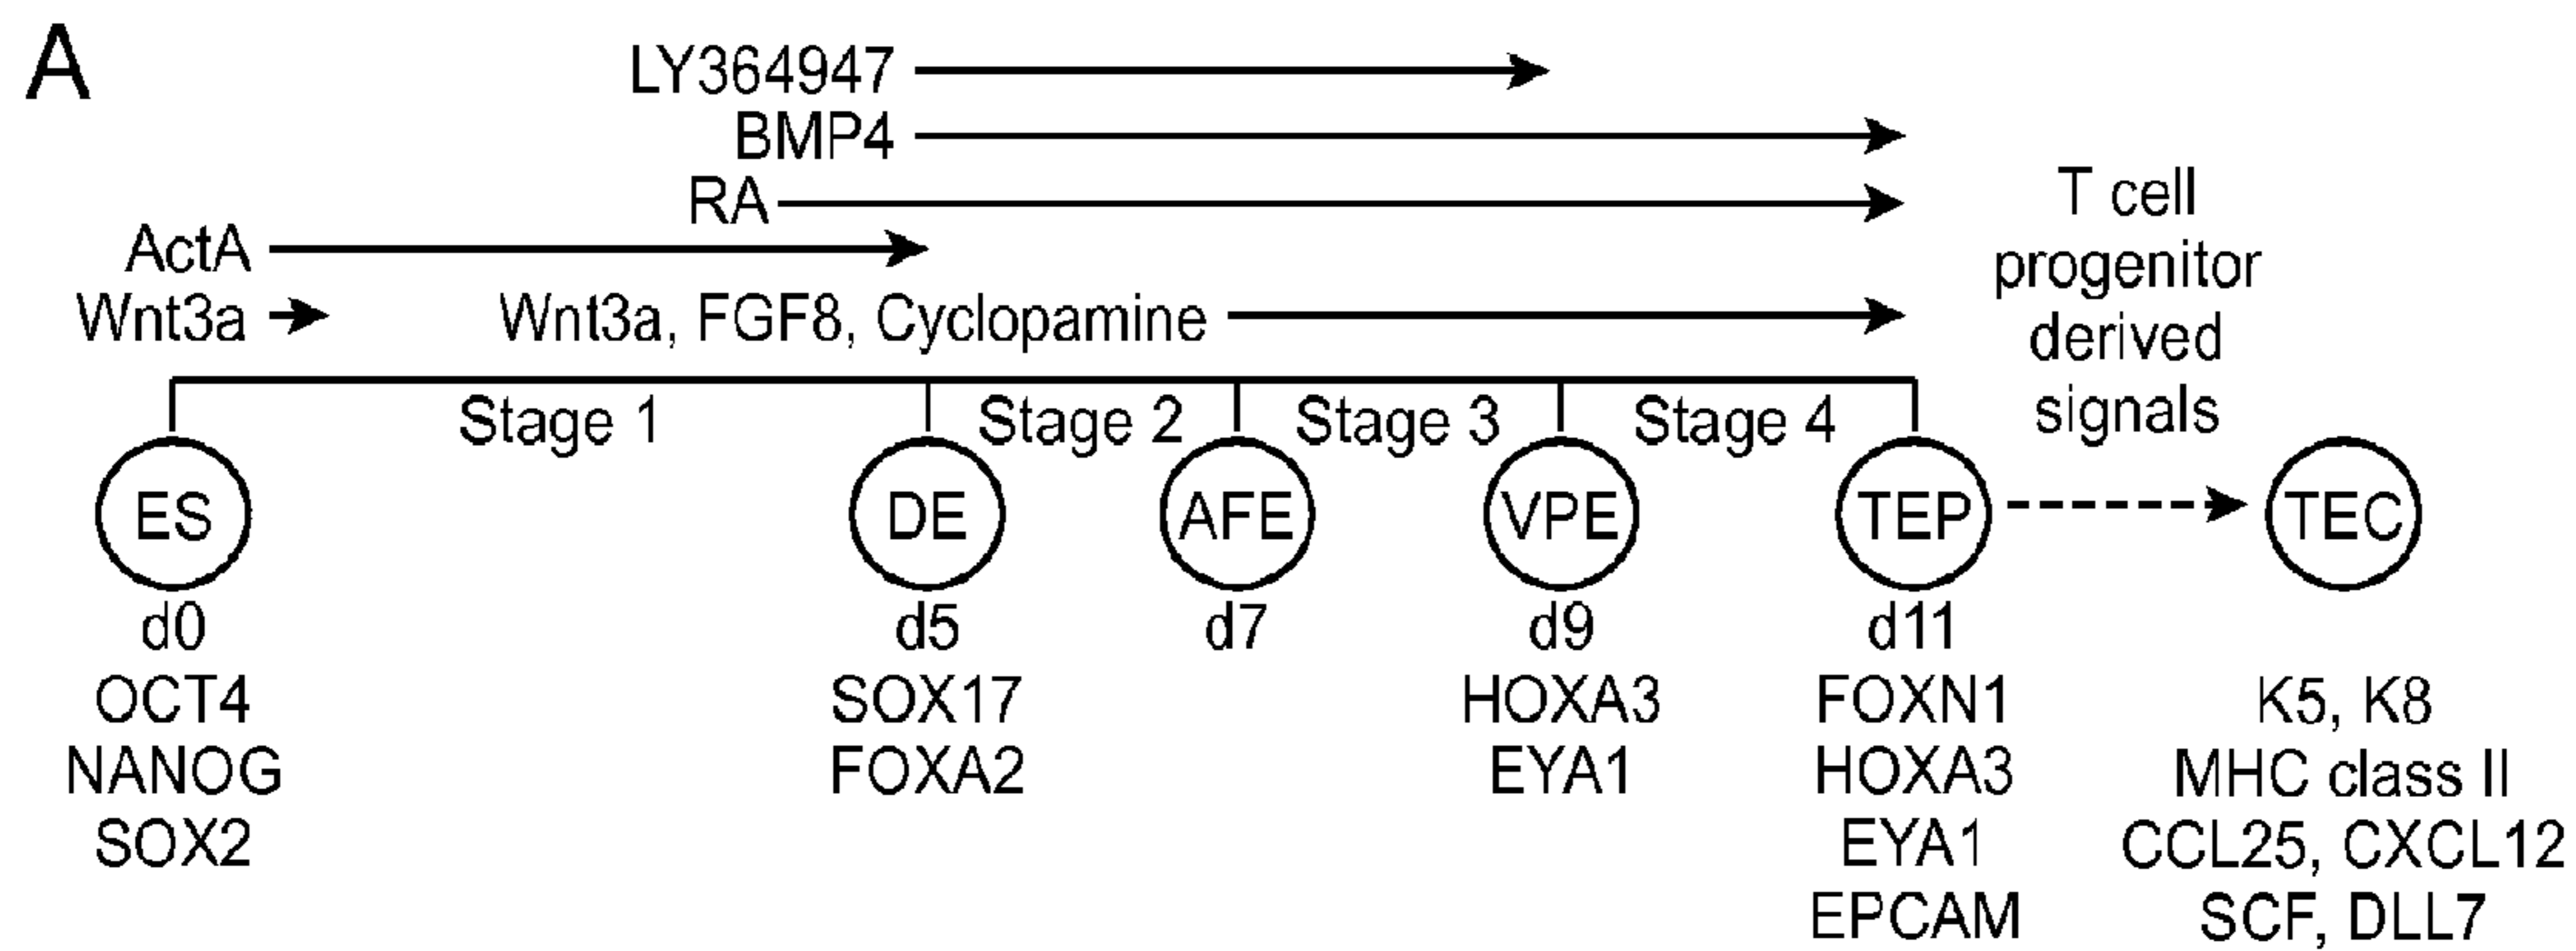 A
LY364947
BMP4
RA
ActA
Wnt3a
Wnt3a, FGF8, Cyclopamine
T cell
progenitor
derived
signals
Stage 1
Stage 2
Stage 3
Stage 4
ES
DE
AFE
VPE
TEP
TEC
d0
d5
d7
d9
d11
OCT4
NANOG
SOX2
SOX17
FOXA2
HOXA3
EYA1
FOXN1
HOXA3
EYA1
EPCAM
K5, K8
MHC class II
CCL25, CXCL12
SCF, DLL7